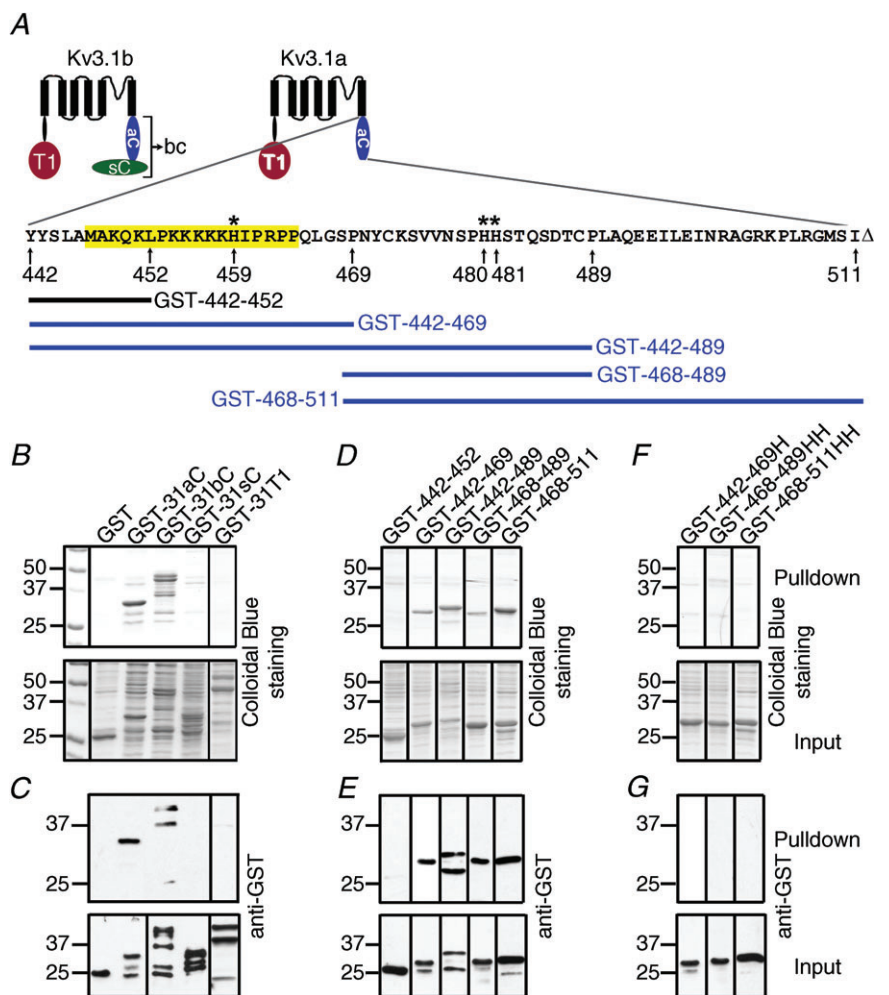 A
Kv3.1b
Kv3.1a
aC
bc
T1
sC
T1
aC
*
**
YYSLAMAKQKLPKKKKKHIPRPPQLGSPNYCKSVVNSPHHSTQSDTCPLAQEEILEINRAGRKPLRGMSIΔ
442
452
459
469
480
481
489
511
GST-442-452
GST-442-469
GST-442-489
GST-468-489
GST-468-511
B
GST
GST-31aC
GST-31bC
GST-31sC
GST-31T1
50
37
25
50
37
25
Colloidal Blue
staining
D
GST-442-452
GST-442-469
GST-442-489
GST-468-489
GST-468-511
50
37
25
50
37
25
Colloidal Blue
staining
F
GST-442-469H
GST-468-489HH
GST-468-511HH
50
37
25
50
37
25
Pulldown
Colloidal Blue
staining
Input
C
37
25
37
25
anti-GST
E
37
25
37
25
anti-GST
G
37
25
37
25
Pulldown
anti-GST
Input